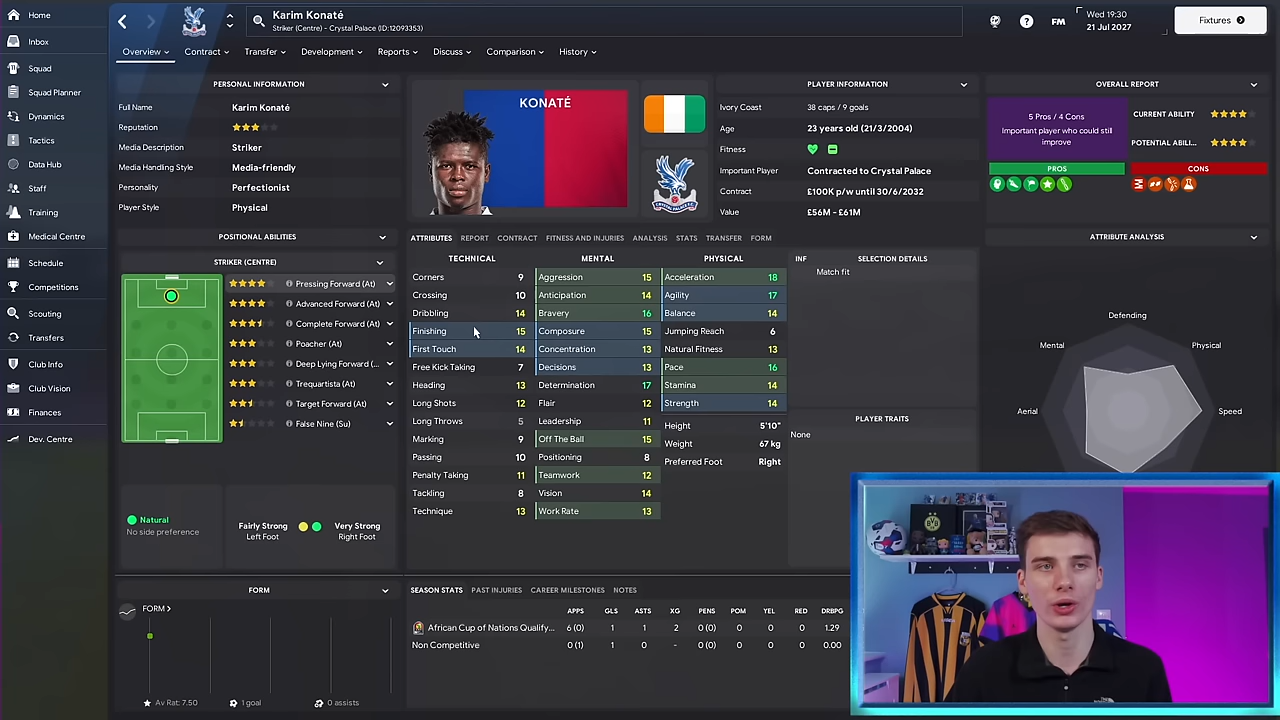 Home
Karim Konaté
Striker (Centre) - Crystal Palace (ID:12093353)
FM
Wed 19:30
21 Jul 2027
Fixtures
Inbox
Squad
Squad Planner
Dynamics
Tactics
Data Hub
Staff
Training
Medical Centre
Schedule
Competitions
Scouting
Transfers
Club Info
Club Vision
Finances
Dev. Centre
Overview Contract Transfer Development Reports Discuss Comparison History
PERSONAL INFORMATION
Full Name Karim Konaté
Reputation
Media Description Striker
Media Handling Style Media-friendly
Personality Perfectionist
Player Style Physical
KONATÉ
PLAYER INFORMATION
Ivory Coast 38 caps / 9 goals
Age 23 years old (21/3/2004)
Fitness
Important Player Contracted to Crystal Palace
Contract £100K p/w until 30/6/2032
Value £56M - £61M
OVERALL REPORT
5 Pros / 4 Cons
Important player who could still
improve
CURRENT ABILITY
POTENTIAL ABILI...
PROS CONS
POSITIONAL ABILITIES
STRIKER (CENTRE)
Pressing Forward (At)
Advanced Forward (At)
Complete Forward (At)
Poacher (At)
Deep Lying Forward (...
Trequartista (At)
Target Forward (At)
False Nine (Su)
Natural
No side preference
Fairly Strong
Left Foot
Very Strong
Right Foot
ATTRIBUTES REPORT CONTRACT FITNESS AND INJURIES ANALYSIS STATS TRANSFER FORM
TECHNICAL MENTAL PHYSICAL
Corners 9 Aggression 15 Acceleration 18
Crossing 10 Anticipation 14 Agility 17
Dribbling 14 Bravery 16 Balance 14
Finishing 15 Composure 15 Jumping Reach 6
First Touch 14 Concentration 13 Natural Fitness 13
Free Kick Taking 7 Decisions 13 Pace 16
Heading 13 Determination 17 Stamina 14
Long Shots 12 Flair 12 Strength 14
Long Throws 5 Leadership 11 Height 5'10"
Marking 9 Off The Ball 15 Weight 67 kg
Passing 10 Positioning 8 Preferred Foot Right
Penalty Taking 11 Teamwork 12
Tackling 8 Vision 14
Technique 13 Work Rate 13
INF SELECTION DETAILS
Match fit
PLAYER TRAITS
None
ATTRIBUTE ANALYSIS
Defending
Mental Physical
Aerial Speed
FORM
FORM
Av Rat: 7.50 1 goal 0 assists
SEASON STATS PAST INJURIES CAREER MILESTONES NOTES
APPS GLS ASTS XG PENS POM YEL RED DRBPG
African Cup of Nations Qualify... 6 (0) 1 1 2 0 (0) 0 0 0 1.29
Non Competitive 0 (1) 1 0 - 0 (0) 0 0 0 0.00